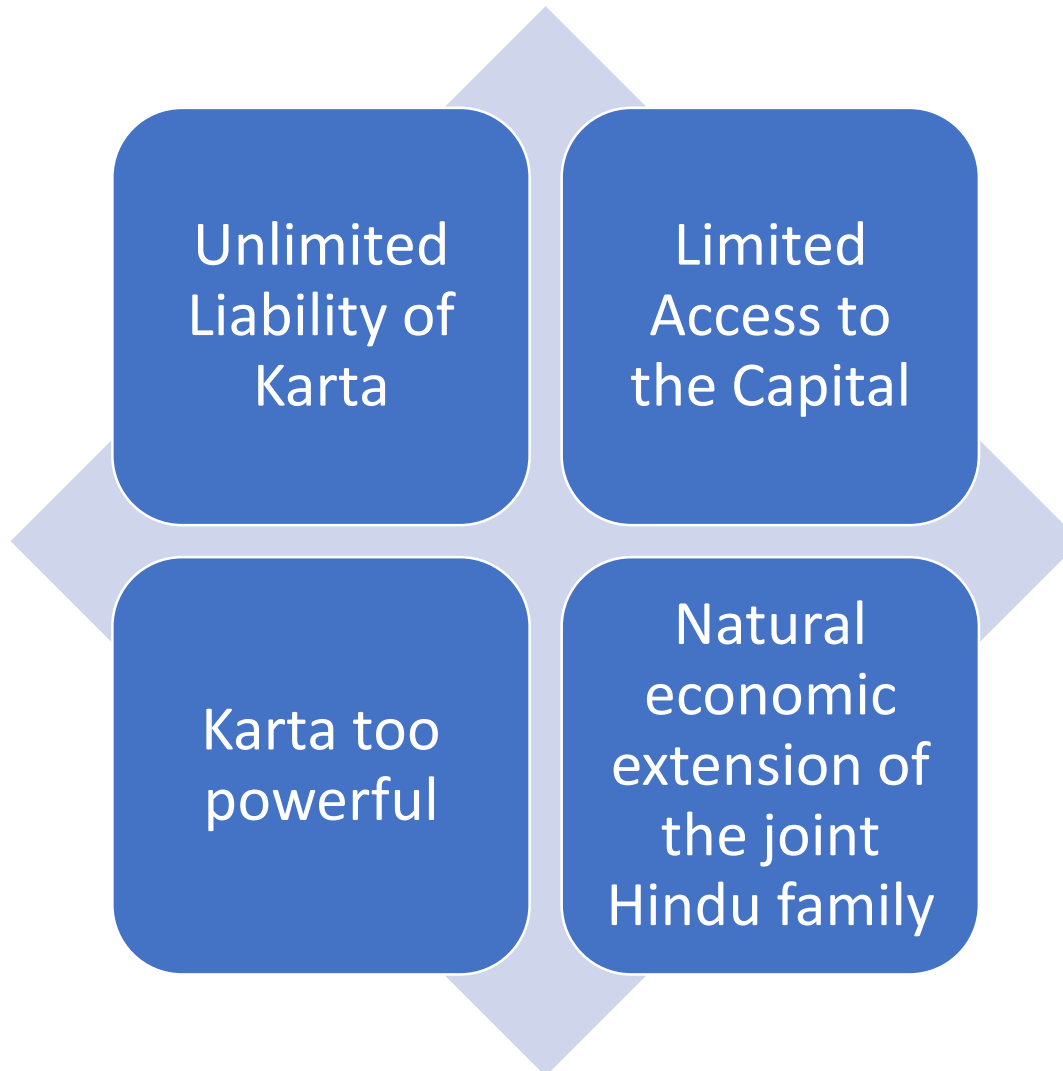 Unlimited
Liability of
Karta
Limited
Access to
the Capital
Karta too
powerful
Natural
economic
extension of
the joint
Hindu family